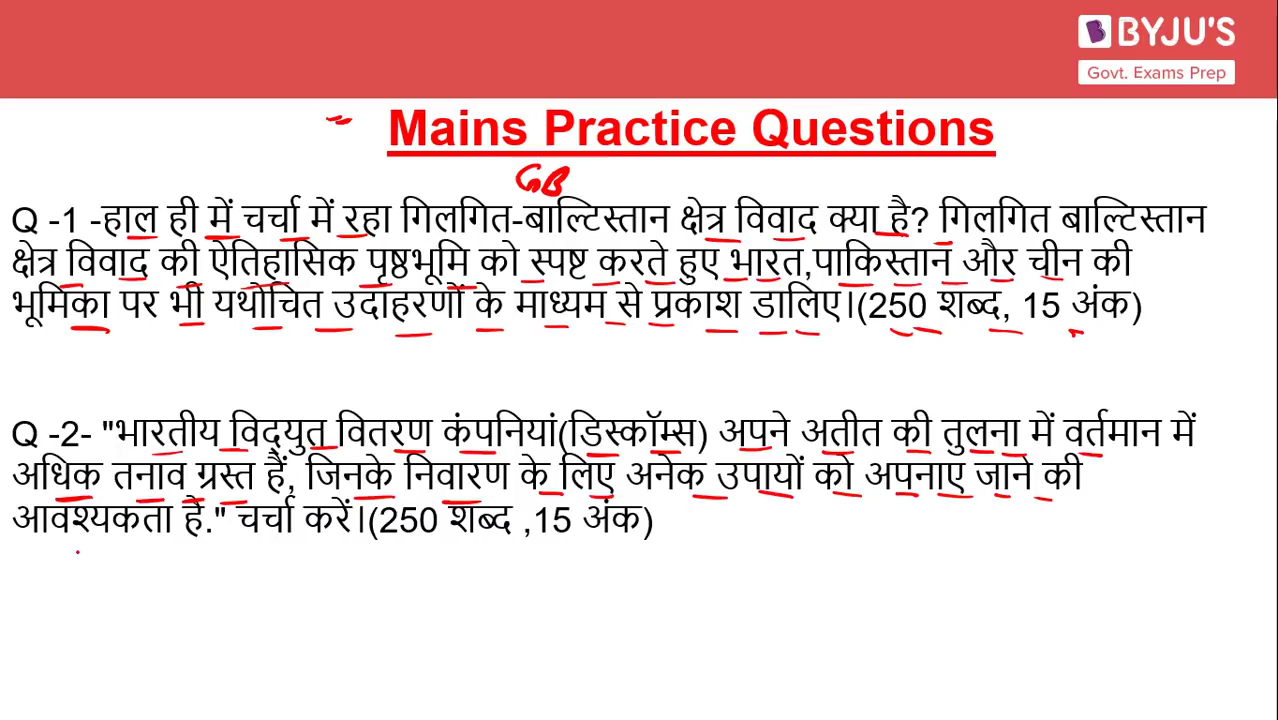 BYJU'S
Govt. Exams Prep
Mains Practice Questions
GB
Q -1 -हाल ही में चर्चा में रहा गिलगित-बाल्टिस्तान क्षेत्र विवाद क्या है? गिलगित बाल्टिस्तान
क्षेत्र विवाद की ऐतिहासिक पृष्ठभूमि को स्पष्ट करते हुए भारत,पाकिस्तान और चीन की
भूमिका पर भी यथोचित उदाहरणों के माध्यम से प्रकाश डालिए।(250 शब्द, 15 अंक)
Q -2- "भारतीय विद्युत वितरण कंपनियां(डिस्कॉम्स) अपने अतीत की तुलना में वर्तमान में
अधिक तनाव ग्रस्त हैं, जिनके निवारण के लिए अनेक उपायों को अपनाए जाने की
आवश्यकता है." चर्चा करें।(250 शब्द ,15 अंक)